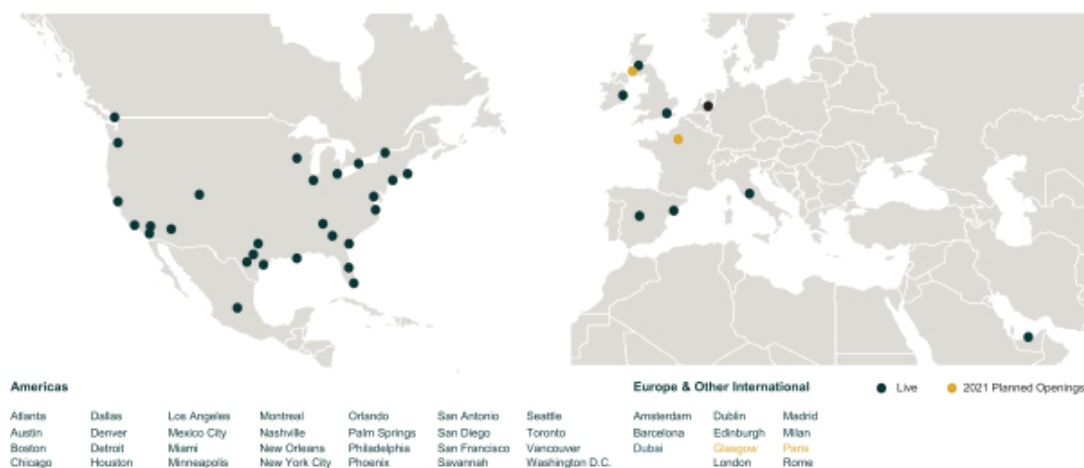 Americas
Europe & Other International
Live
2021 Planned Openings
Atlanta Dallas Los Angeles Montreal Orlando San Antonio Seattle
Amsterdam Dublin Madrid
Austin Denver Mexico City Nashville Palm Springs San Diego Toronto
Barcelona Edinburgh Milan
Boston Detroit Miami New Orleans Philadelphia San Francisco Vancouver
Dubai Glasgow Paris
Chicago Houston Minneapolis New York City Phoenix Savannah Washington D.C.
London Rome